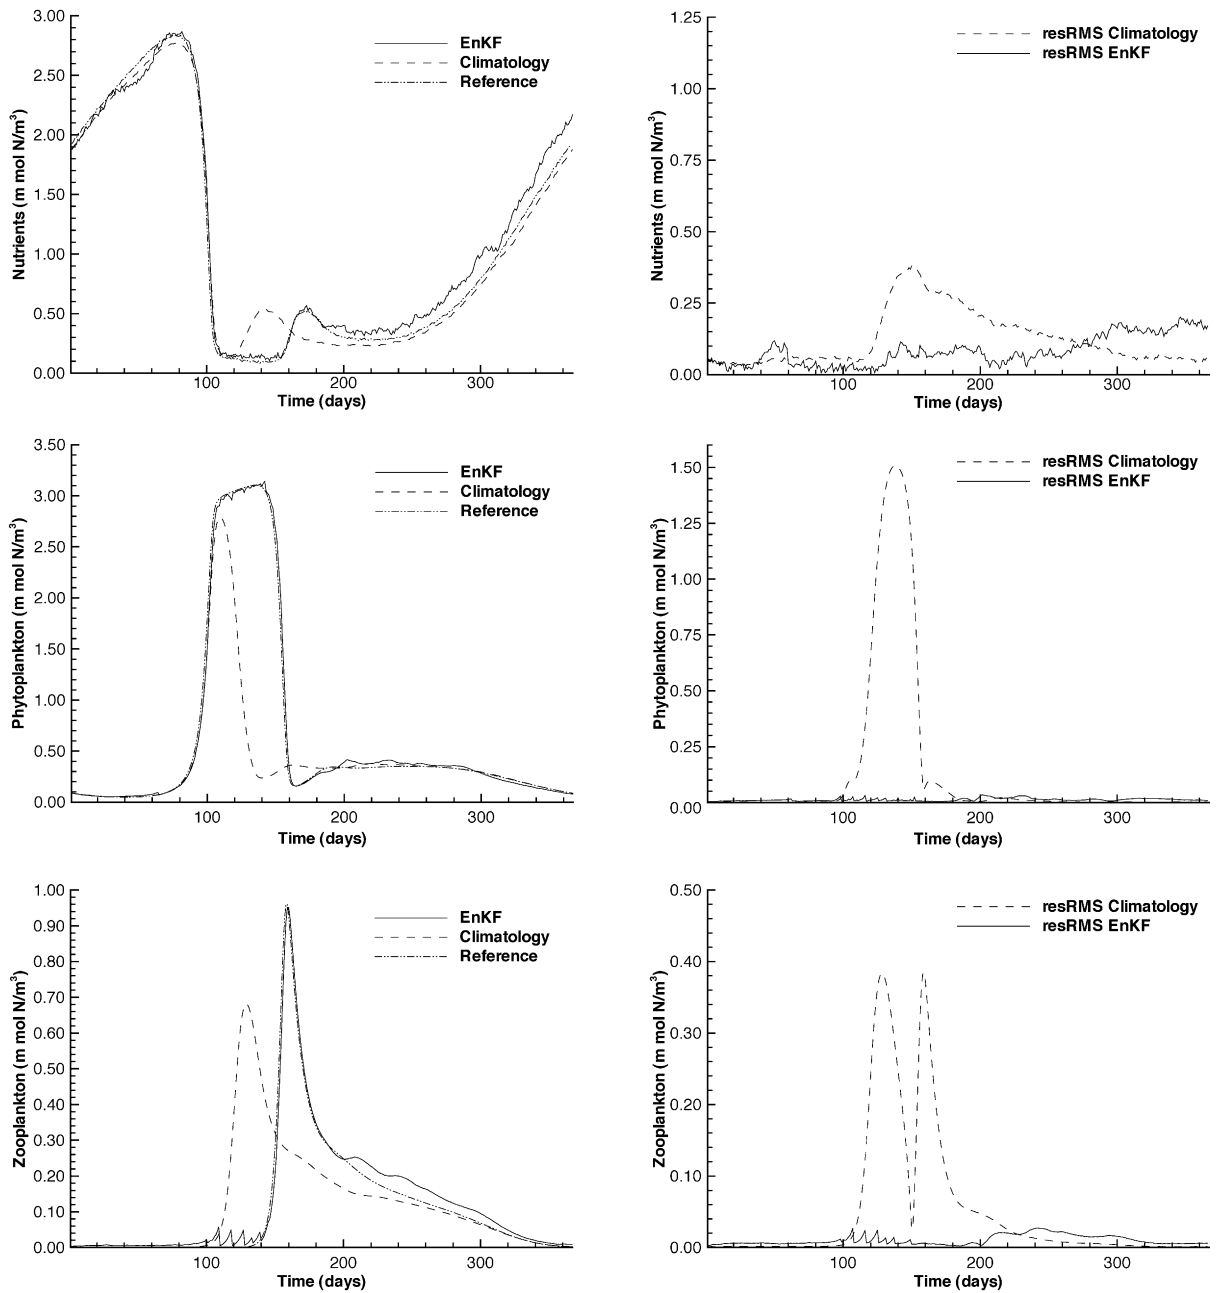 3.00
2.50
2.00
1.50
1.00
0.50
0.00
Nutrients (m mol N/m³)
EnKF
Climatology
Reference
100
200
300
Time (days)
1.25
1.00
0.75
0.50
0.25
0.00
Nutrients (m mol N/m³)
resRMS Climatology
resRMS EnKF
100
200
300
Time (days)
3.50
3.00
2.50
2.00
1.50
1.00
0.50
0.00
Phytoplankton (m mol N/m³)
EnKF
Climatology
Reference
100
200
300
Time (days)
1.50
1.25
1.00
0.75
0.50
0.25
0.00
Phytoplankton (m mol N/m³)
resRMS Climatology
resRMS EnKF
100
200
300
Time (days)
1.00
0.90
0.80
0.70
0.60
0.50
0.40
0.30
0.20
0.10
0.00
Zooplankton (m mol N/m³)
EnKF
Climatology
Reference
100
200
300
Time (days)
0.50
0.40
0.30
0.20
0.10
0.00
Zooplankton (m mol N/m³)
resRMS Climatology
resRMS EnKF
100
200
300
Time (days)